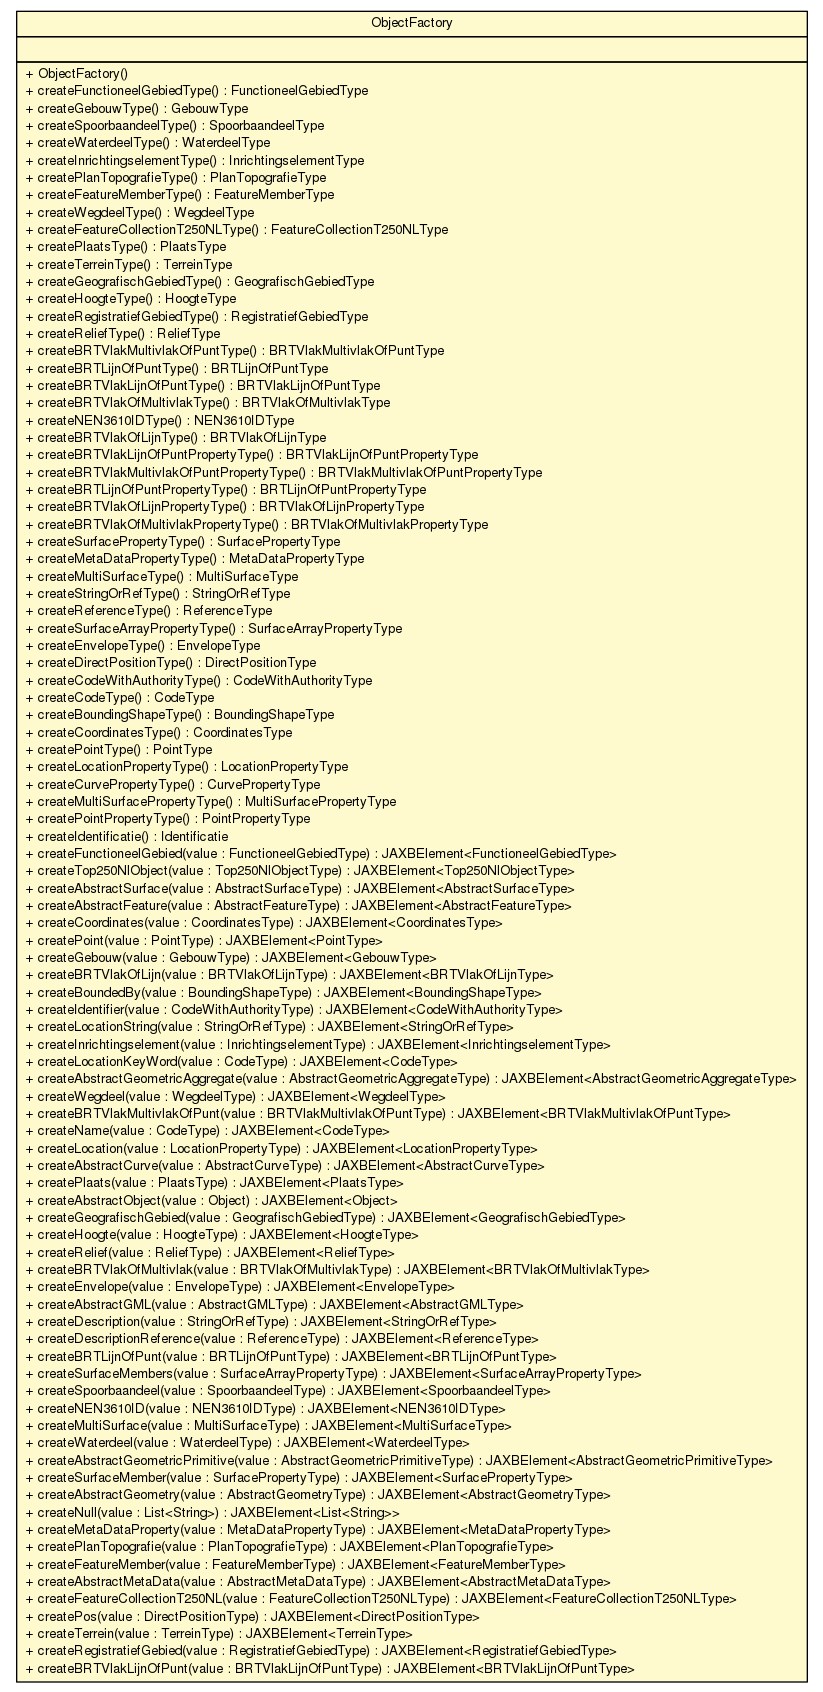 ObjectFactory
+ ObjectFactory()
+ createFunctioneelGebiedType() : FunctioneelGebiedType
+ createGebouwType() : GebouwType
+ createSpoorbaandeelType() : SpoorbaandeelType
+ createWaterdeelType() : WaterdeelType
+ createInrichtingselementType() : InrichtingselementType
+ createPlanTopografieType() : PlanTopografieType
+ createFeatureMemberType() : FeatureMemberType
+ createWegdeelType() : WegdeelType
+ createFeatureCollectionT250NLType() : FeatureCollectionT250NLType
+ createPlaatsType() : PlaatsType
+ createTerreinType() : TerreinType
+ createGeografischGebiedType() : GeografischGebiedType
+ createHoogteType() : HoogteType
+ createRegistratiefGebiedType() : RegistratiefGebiedType
+ createReliefType() : ReliefType
+ createBRTVlakMultivlakOfPuntType() : BRTVlakMultivlakOfPuntType
+ createBRTLijnOfPuntType() : BRTLijnOfPuntType
+ createBRTVlakLijnOfPuntType() : BRTVlakLijnOfPuntType
+ createBRTVlakOfMultivlakType() : BRTVlakOfMultivlakType
+ createNEN3610IDType() : NEN3610IDType
+ createBRTVlakOfLijnType() : BRTVlakOfLijnType
+ createBRTVlakLijnOfPuntPropertyType() : BRTVlakLijnOfPuntPropertyType
+ createBRTVlakMultivlakOfPuntPropertyType() : BRTVlakMultivlakOfPuntPropertyType
+ createBRTLijnOfPuntPropertyType() : BRTLijnOfPuntPropertyType
+ createBRTVlakOfLijnPropertyType() : BRTVlakOfLijnPropertyType
+ createBRTVlakOfMultivlakPropertyType() : BRTVlakOfMultivlakPropertyType
+ createSurfacePropertyType() : SurfacePropertyType
+ createMetaDataPropertyType() : MetaDataPropertyType
+ createMultiSurfaceType() : MultiSurfaceType
+ createStringOrRefType() : StringOrRefType
+ createReferenceType() : ReferenceType
+ createSurfaceArrayPropertyType() : SurfaceArrayPropertyType
+ createEnvelopeType() : EnvelopeType
+ createDirectPositionType() : DirectPositionType
+ createCodeWithAuthorityType() : CodeWithAuthorityType
+ createCodeType() : CodeType
+ createBoundingShapeType() : BoundingShapeType
+ createCoordinatesType() : CoordinatesType
+ createPointType() : PointType
+ createLocationPropertyType() : LocationPropertyType
+ createCurvePropertyType() : CurvePropertyType
+ createMultiSurfacePropertyType() : MultiSurfacePropertyType
+ createPointPropertyType() : PointPropertyType
+ createIdentificatie() : Identificatie
+ createFunctioneelGebied(value : FunctioneelGebiedType) : JAXBElement<FunctioneelGebiedType>
+ createTop250NlObject(value : Top250NlObjectType) : JAXBElement<Top250NlObjectType>
+ createAbstractSurface(value : AbstractSurfaceType) : JAXBElement<AbstractSurfaceType>
+ createAbstractFeature(value : AbstractFeatureType) : JAXBElement<AbstractFeatureType>
+ createCoordinates(value : CoordinatesType) : JAXBElement<CoordinatesType>
+ createPoint(value : PointType) : JAXBElement<PointType>
+ createGebouw(value : GebouwType) : JAXBElement<GebouwType>
+ createBRTVlakOfLijn(value : BRTVlakOfLijnType) : JAXBElement<BRTVlakOfLijnType>
+ createBoundedBy(value : BoundingShapeType) : JAXBElement<BoundingShapeType>
+ createIdentifier(value : CodeWithAuthorityType) : JAXBElement<CodeWithAuthorityType>
+ createLocationString(value : StringOrRefType) : JAXBElement<StringOrRefType>
+ createInrichtingselement(value : InrichtingselementType) : JAXBElement<InrichtingselementType>
+ createLocationKeyWord(value : CodeType) : JAXBElement<CodeType>
+ createAbstractGeometricAggregate(value : AbstractGeometricAggregateType) : JAXBElement<AbstractGeometricAggregateType>
+ createWegdeel(value : WegdeelType) : JAXBElement<WegdeelType>
+ createBRTVlakMultivlakOfPunt(value : BRTVlakMultivlakOfPuntType) : JAXBElement<BRTVlakMultivlakOfPuntType>
+ createName(value : CodeType) : JAXBElement<CodeType>
+ createLocation(value : LocationPropertyType) : JAXBElement<LocationPropertyType>
+ createAbstractCurve(value : AbstractCurveType) : JAXBElement<AbstractCurveType>
+ createPlaats(value : PlaatsType) : JAXBElement<PlaatsType>
+ createAbstractObject(value : Object) : JAXBElement<Object>
+ createGeografischGebied(value : GeografischGebiedType) : JAXBElement<GeografischGebiedType>
+ createHoogte(value : HoogteType) : JAXBElement<HoogteType>
+ createRelief(value : ReliefType) : JAXBElement<ReliefType>
+ createBRTVlakOfMultivlak(value : BRTVlakOfMultivlakType) : JAXBElement<BRTVlakOfMultivlakType>
+ createEnvelope(value : EnvelopeType) : JAXBElement<EnvelopeType>
+ createAbstractGML(value : AbstractGMLType) : JAXBElement<AbstractGMLType>
+ createDescription(value : StringOrRefType) : JAXBElement<StringOrRefType>
+ createDescriptionReference(value : ReferenceType) : JAXBElement<ReferenceType>
+ createBRTLijnOfPunt(value : BRTLijnOfPuntType) : JAXBElement<BRTLijnOfPuntType>
+ createSurfaceMembers(value : SurfaceArrayPropertyType) : JAXBElement<SurfaceArrayPropertyType>
+ createSpoorbaandeel(value : SpoorbaandeelType) : JAXBElement<SpoorbaandeelType>
+ createNEN3610ID(value : NEN3610IDType) : JAXBElement<NEN3610IDType>
+ createMultiSurface(value : MultiSurfaceType) : JAXBElement<MultiSurfaceType>
+ createWaterdeel(value : WaterdeelType) : JAXBElement<WaterdeelType>
+ createAbstractGeometricPrimitive(value : AbstractGeometricPrimitiveType) : JAXBElement<AbstractGeometricPrimitiveType>
+ createSurfaceMember(value : SurfacePropertyType) : JAXBElement<SurfacePropertyType>
+ createAbstractGeometry(value : AbstractGeometryType) : JAXBElement<AbstractGeometryType>
+ createNull(value : List<String>) : JAXBElement<List<String>>
+ createMetaDataProperty(value : MetaDataPropertyType) : JAXBElement<MetaDataPropertyType>
+ createPlanTopografie(value : PlanTopografieType) : JAXBElement<PlanTopografieType>
+ createFeatureMember(value : FeatureMemberType) : JAXBElement<FeatureMemberType>
+ createAbstractMetaData(value : AbstractMetaDataType) : JAXBElement<AbstractMetaDataType>
+ createFeatureCollectionT250NL(value : FeatureCollectionT250NLType) : JAXBElement<FeatureCollectionT250NLType>
+ createPos(value : DirectPositionType) : JAXBElement<DirectPositionType>
+ createTerrein(value : TerreinType) : JAXBElement<TerreinType>
+ createRegistratiefGebied(value : RegistratiefGebiedType) : JAXBElement<RegistratiefGebiedType>
+ createBRTVlakLijnOfPunt(value : BRTVlakLijnOfPuntType) : JAXBElement<BRTVlakLijnOfPuntType>